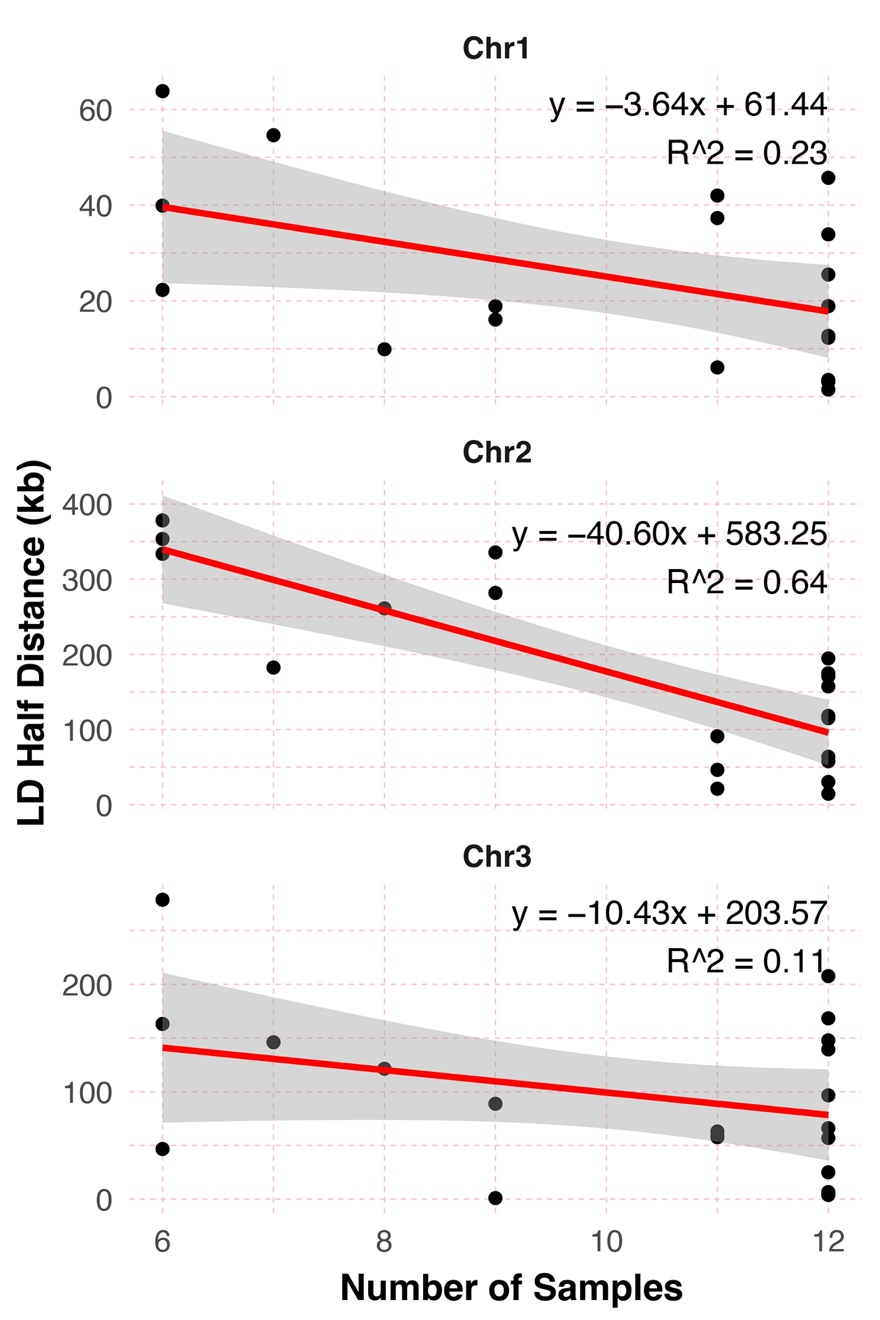 Chr1
y = −3.64x + 61.44
R^2 = 0.23
60
40
20
0
Chr2
y = −40.60x + 583.25
R^2 = 0.64
400
300
200
100
0
LD Half Distance (kb)
Chr3
y = −10.43x + 203.57
R^2 = 0.11
200
100
0
6 8 10 12
Number of Samples